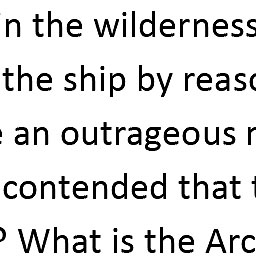 in the wilderness
the ship by reaso
e an outrageous
contended that
? What is the Arc